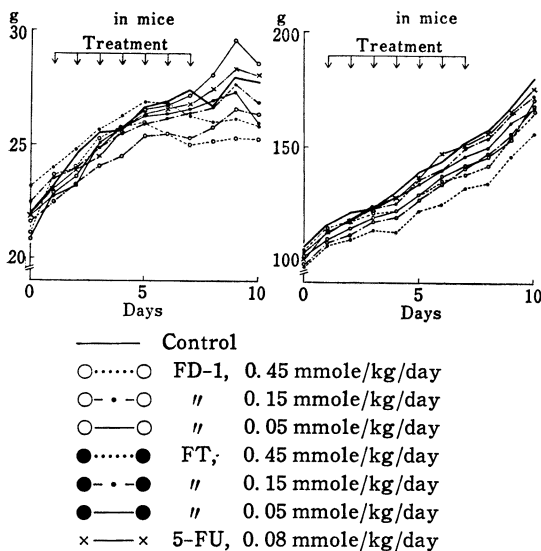 g in mice
30
Treatment
25
20
0 5 10
Days
g in mice
200
Treatment
150
100
0 5 10
Days
Control
FD-1, 0.45 mmole/kg/day
〃 0.15 mmole/kg/day
〃 0.05 mmole/kg/day
FT, 0.45 mmole/kg/day
〃 0.15 mmole/kg/day
〃 0.05 mmole/kg/day
5-FU, 0.08 mmole/kg/day